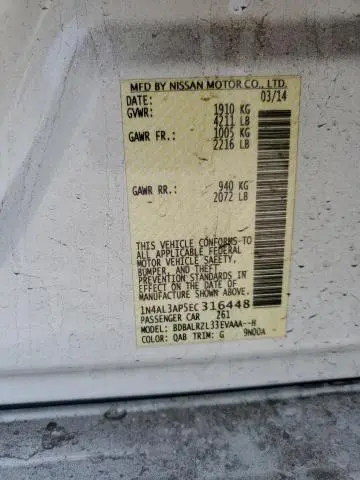 MFD BY NISSAN MOTOR CO., LTD.
DATE: 03/14
GVWR: 1910 KG
4211 LB
GAWR FR.: 1005 KG
2216 LB
GAWR RR.: 940 KG
2072 LB
THIS VEHICLE CONFORMS TO
ALL APPLICABLE FEDERAL
MOTOR VEHICLE SAFETY,
BUMPER, AND THEFT
PREVENTION STANDARDS IN
EFFECT ON THE DATE OF
MANUFACTURE SHOWN ABOVE.
1N4AL3AP5EC316448
PASSENGER CAR 261
MODEL: BDBALRZL33EVAAA--H
COLOR: QAB TRIM: G 9N00A